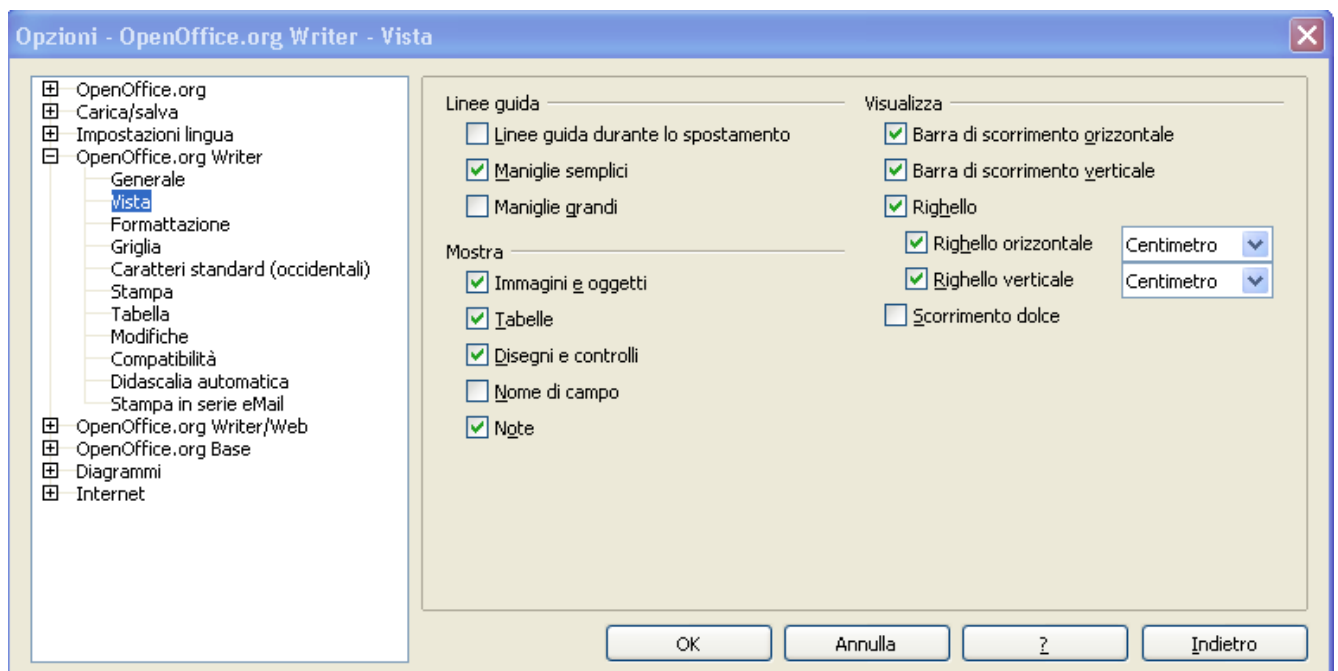 Opzioni - OpenOffice.org Writer - Vista
OpenOffice.org
Carica/salva
Impostazioni lingua
OpenOffice.org Writer
Generale
Vista
Formattazione
Griglia
Caratteri standard (occidentali)
Stampa
Tabella
Modifiche
Compatibilità
Didascalia automatica
Stampa in serie eMail
OpenOffice.org Writer/Web
OpenOffice.org Base
Diagrammi
Internet
Linee guida
Linee guida durante lo spostamento
Maniglie semplici
Maniglie grandi
Mostra
Immagini e oggetti
Tabelle
Disegni e controlli
Nome di campo
Note
Visualizza
Barra di scorrimento orizzontale
Barra di scorrimento verticale
Righello
Righello orizzontale Centimetro
Righello verticale Centimetro
Scorrimento dolce
OK Annulla ? Indietro